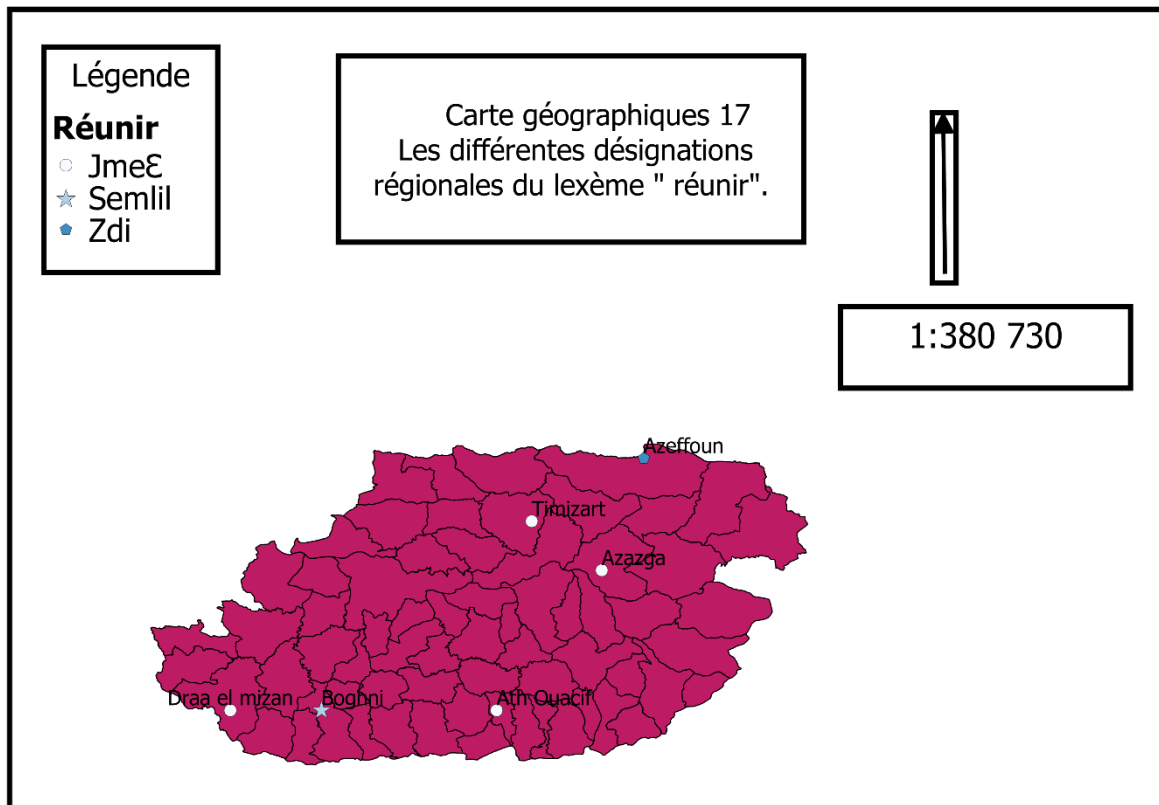 Légende
Réunir
JmeƐ
Semlil
Zdi
Carte géographiques 17
Les différentes désignations
régionales du lexème " réunir".
1:380 730
Azeffoun
Timizart
Azazga
Draa el mizan
Boghni
Ath Ouacif